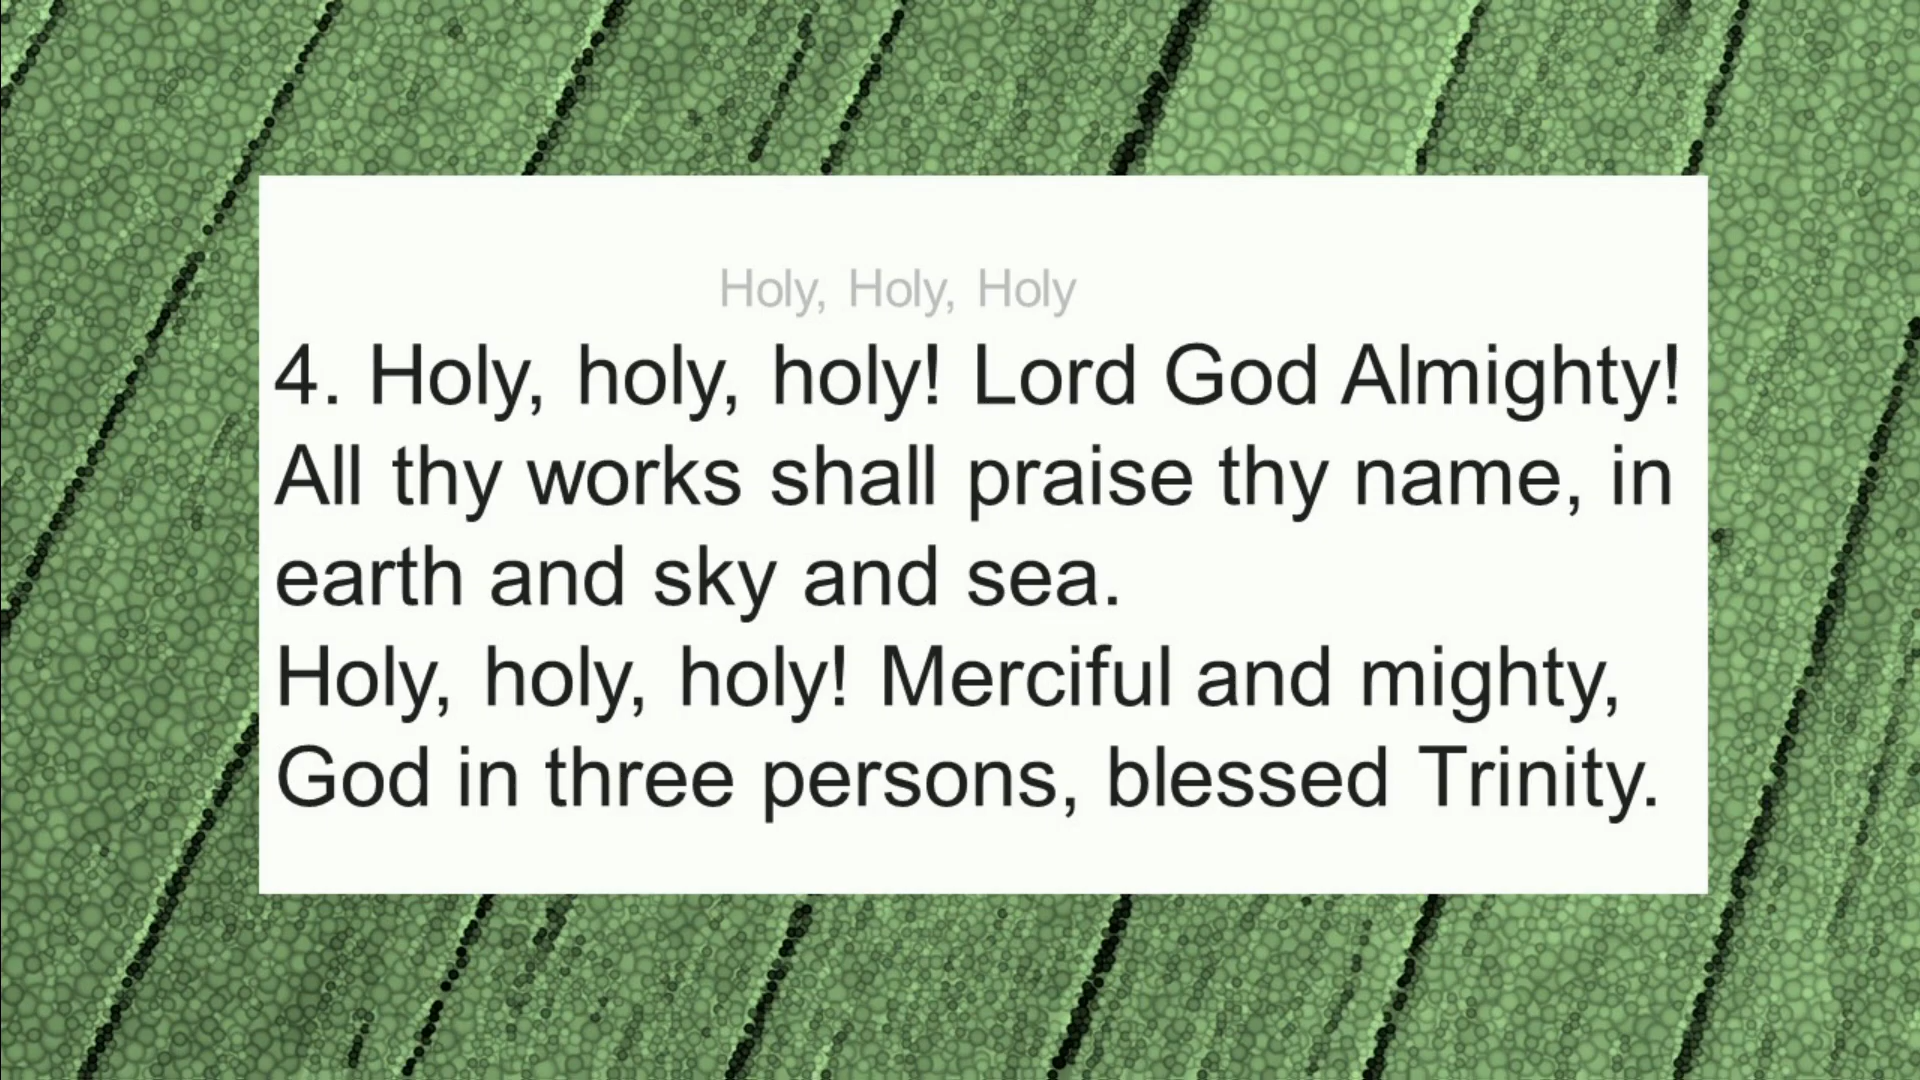 Holy, Holy, Holy
4. Holy, holy, holy! Lord God Almighty!
All thy works shall praise thy name, in
earth and sky and sea.
Holy, holy, holy! Merciful and mighty,
God in three persons, blessed Trinity.